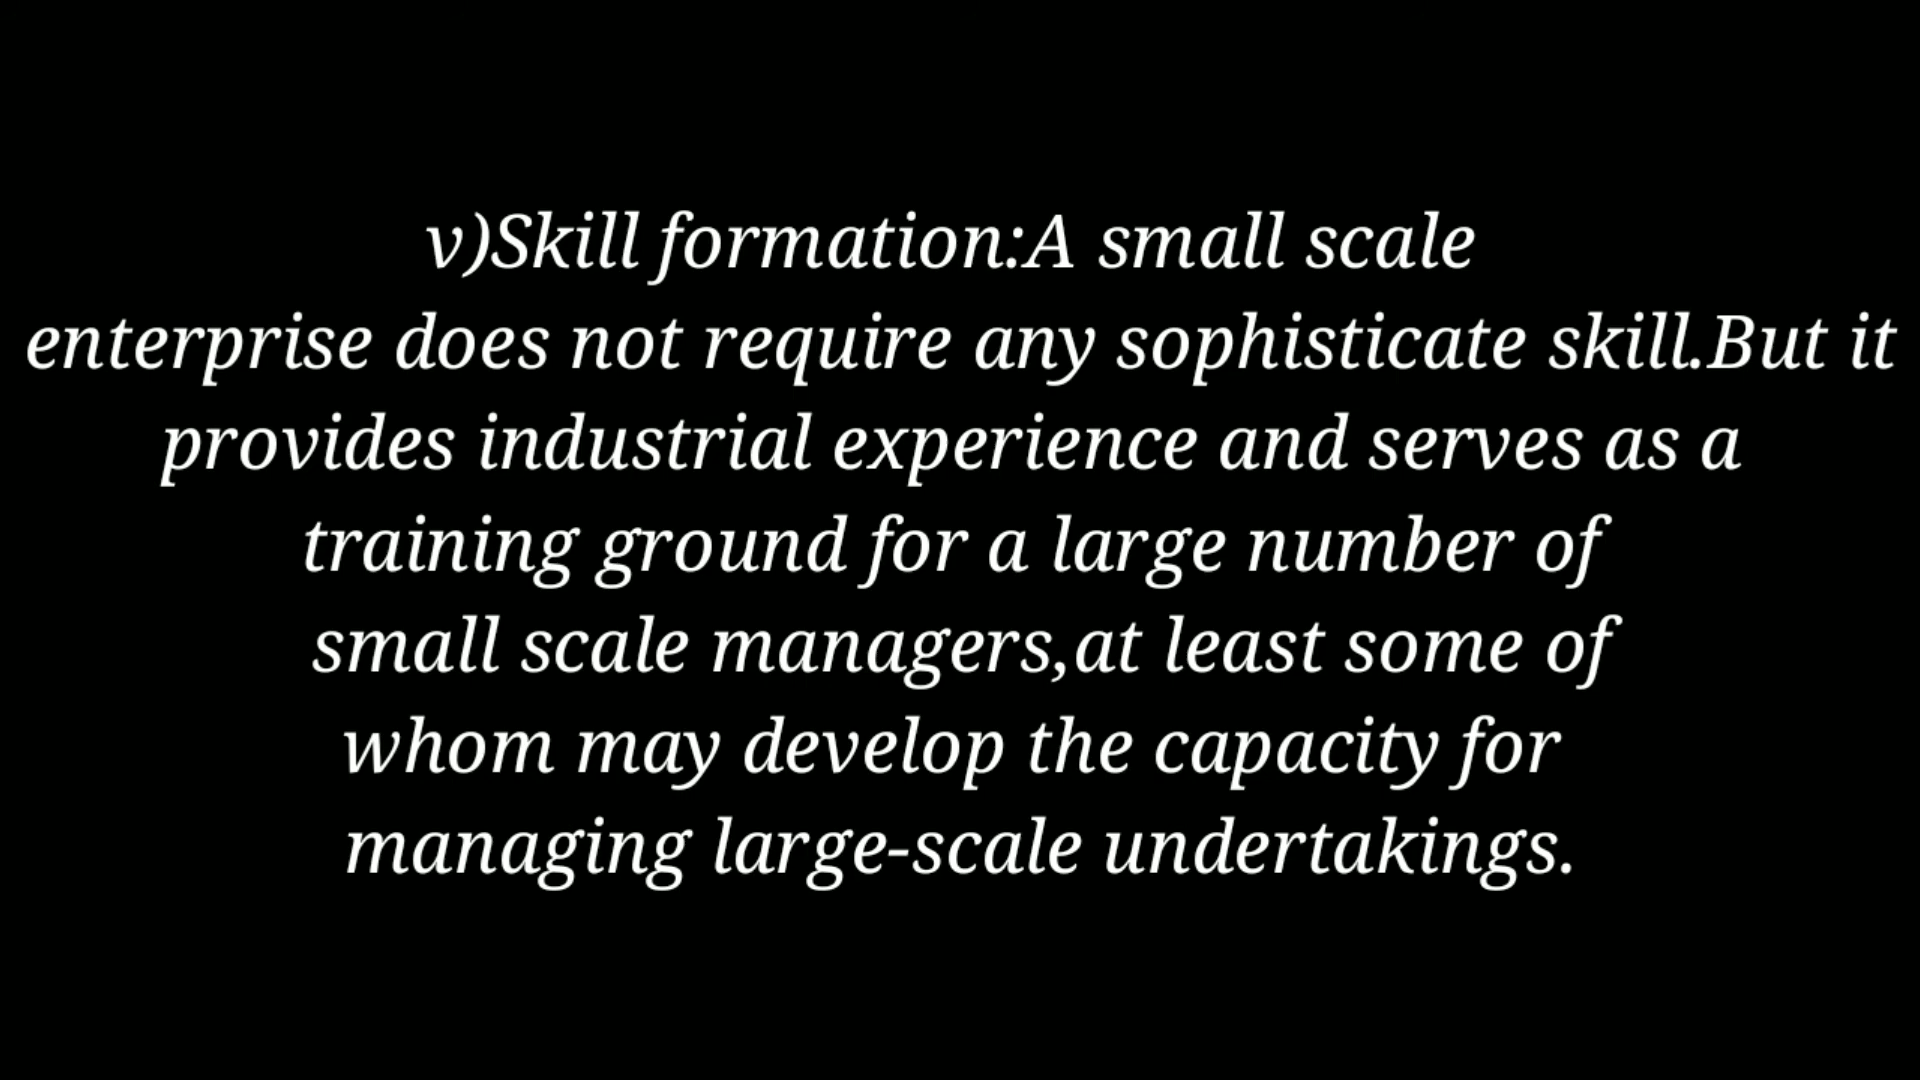 v)Skill formation:A small scale
enterprise does not require any sophisticate skill.But it
provides industrial experience and serves as a
training ground for a large number of
small scale managers,at least some of
whom may develop the capacity for
managing large-scale undertakings.